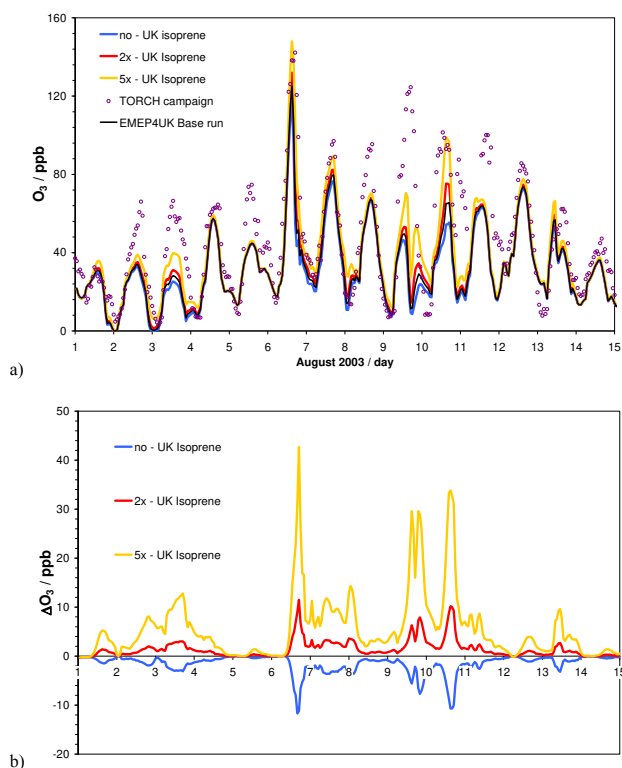 160
120
80
40
0
O3 / ppb
no - UK isoprene
2x - UK Isoprene
5x - UK Isoprene
TORCH campaign
EMEP4UK Base run
1 2 3 4 5 6 7 8 9 10 11 12 13 14 15
August 2003 / day
a)
50
40
30
20
10
0
-10
-20
ΔO3 / ppb
no - UK Isoprene
2x - UK Isoprene
5x - UK Isoprene
1 2 3 4 5 6 7 8 9 10 11 12 13 14 15
b)